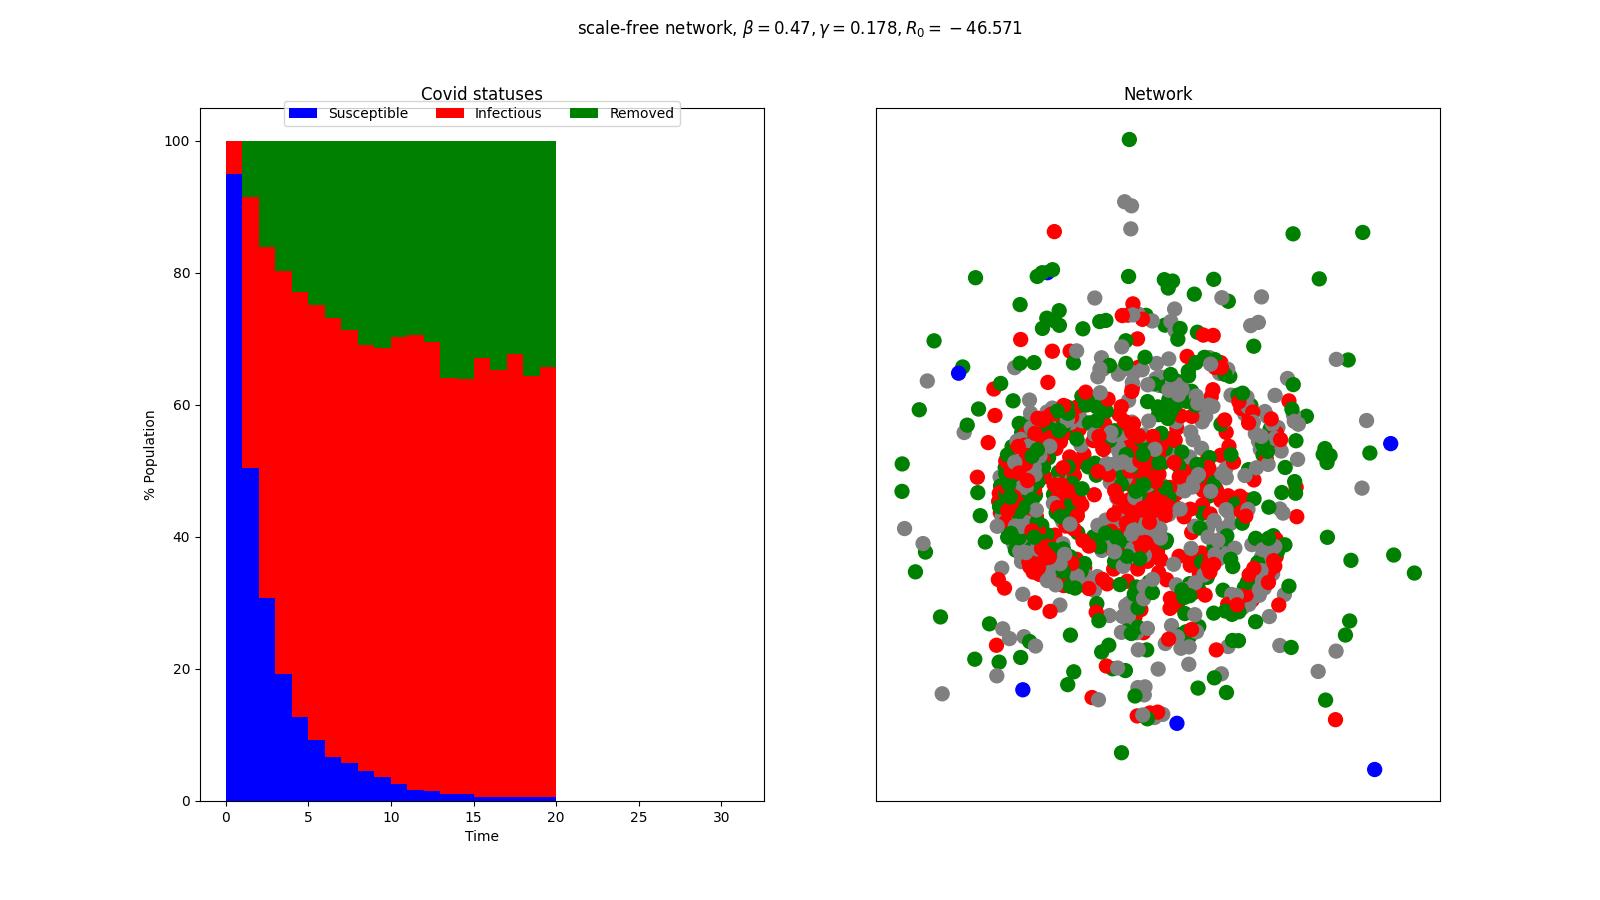 scale-free network, β = 0.47, γ = 0.178, R₀ = − 46.571
Covid statuses
Susceptible Infectious Removed
100
80
60
40
20
0
% Population
0 5 10 15 20 25 30
Time
Network